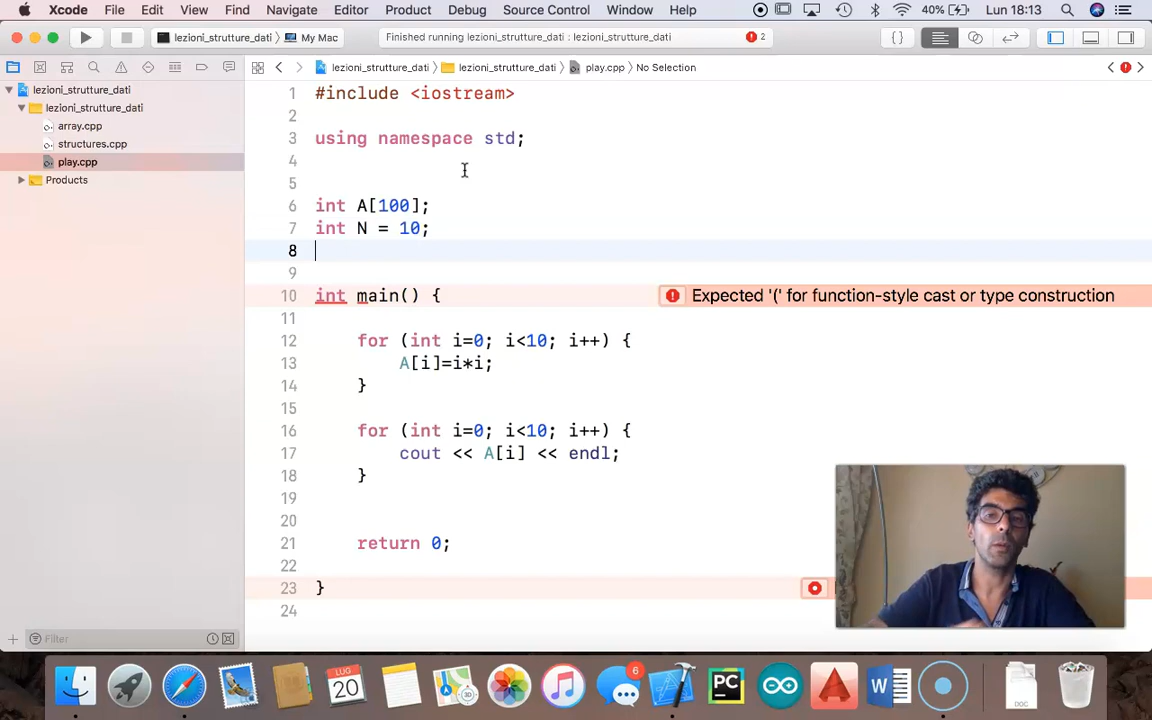 Xcode File Edit View Find Navigate Editor Product Debug Source Control Window Help 40% Lun 18:13
lezioni_strutture_dati My Mac Finished running lezioni_strutture_dati : lezioni_strutture_dati 2
lezioni_strutture_dati lezioni_strutture_dati play.cpp No Selection
lezioni_strutture_dati
lezioni_strutture_dati
array.cpp
structures.cpp
play.cpp
Products
1 #include <iostream>
2
3 using namespace std;
4
5
6 int A[100];
7 int N = 10;
8
9
10 int main() { Expected '(' for function-style cast or type construction
11
12 for (int i=0; i<10; i++) {
13 A[i]=i*i;
14 }
15
16 for (int i=0; i<10; i++) {
17 cout << A[i] << endl;
18 }
19
20
21 return 0;
22
23 }
24
Filter
LUG
20
3D
6
PC
W
DOC